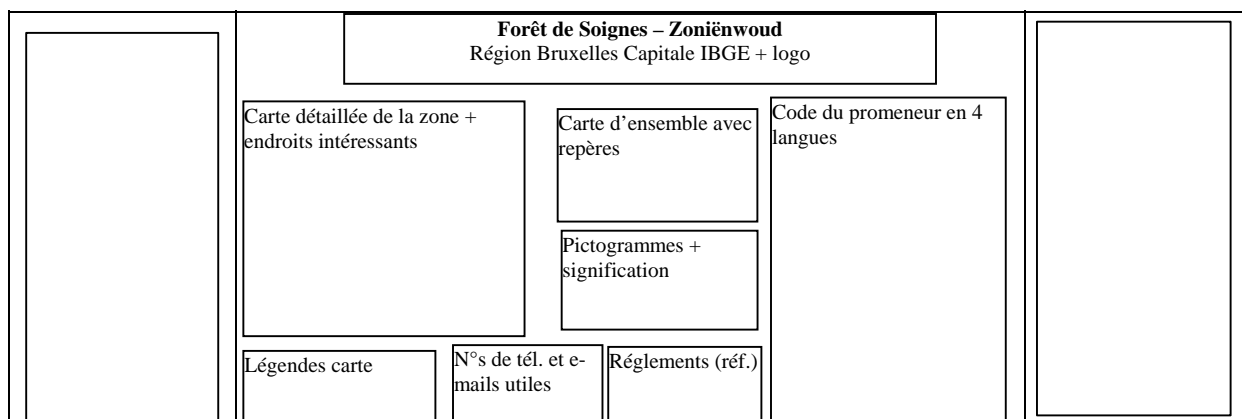 Forêt de Soignes – Zoniënwoud
Région Bruxelles Capitale IBGE + logo
Carte détaillée de la zone +
endroits intéressants
Carte d'ensemble avec
repères
Code du promeneur en 4
langues
Pictogrammes +
signification
Légendes carte
N°s de tél. et e-
mails utiles
Réglements (réf.)